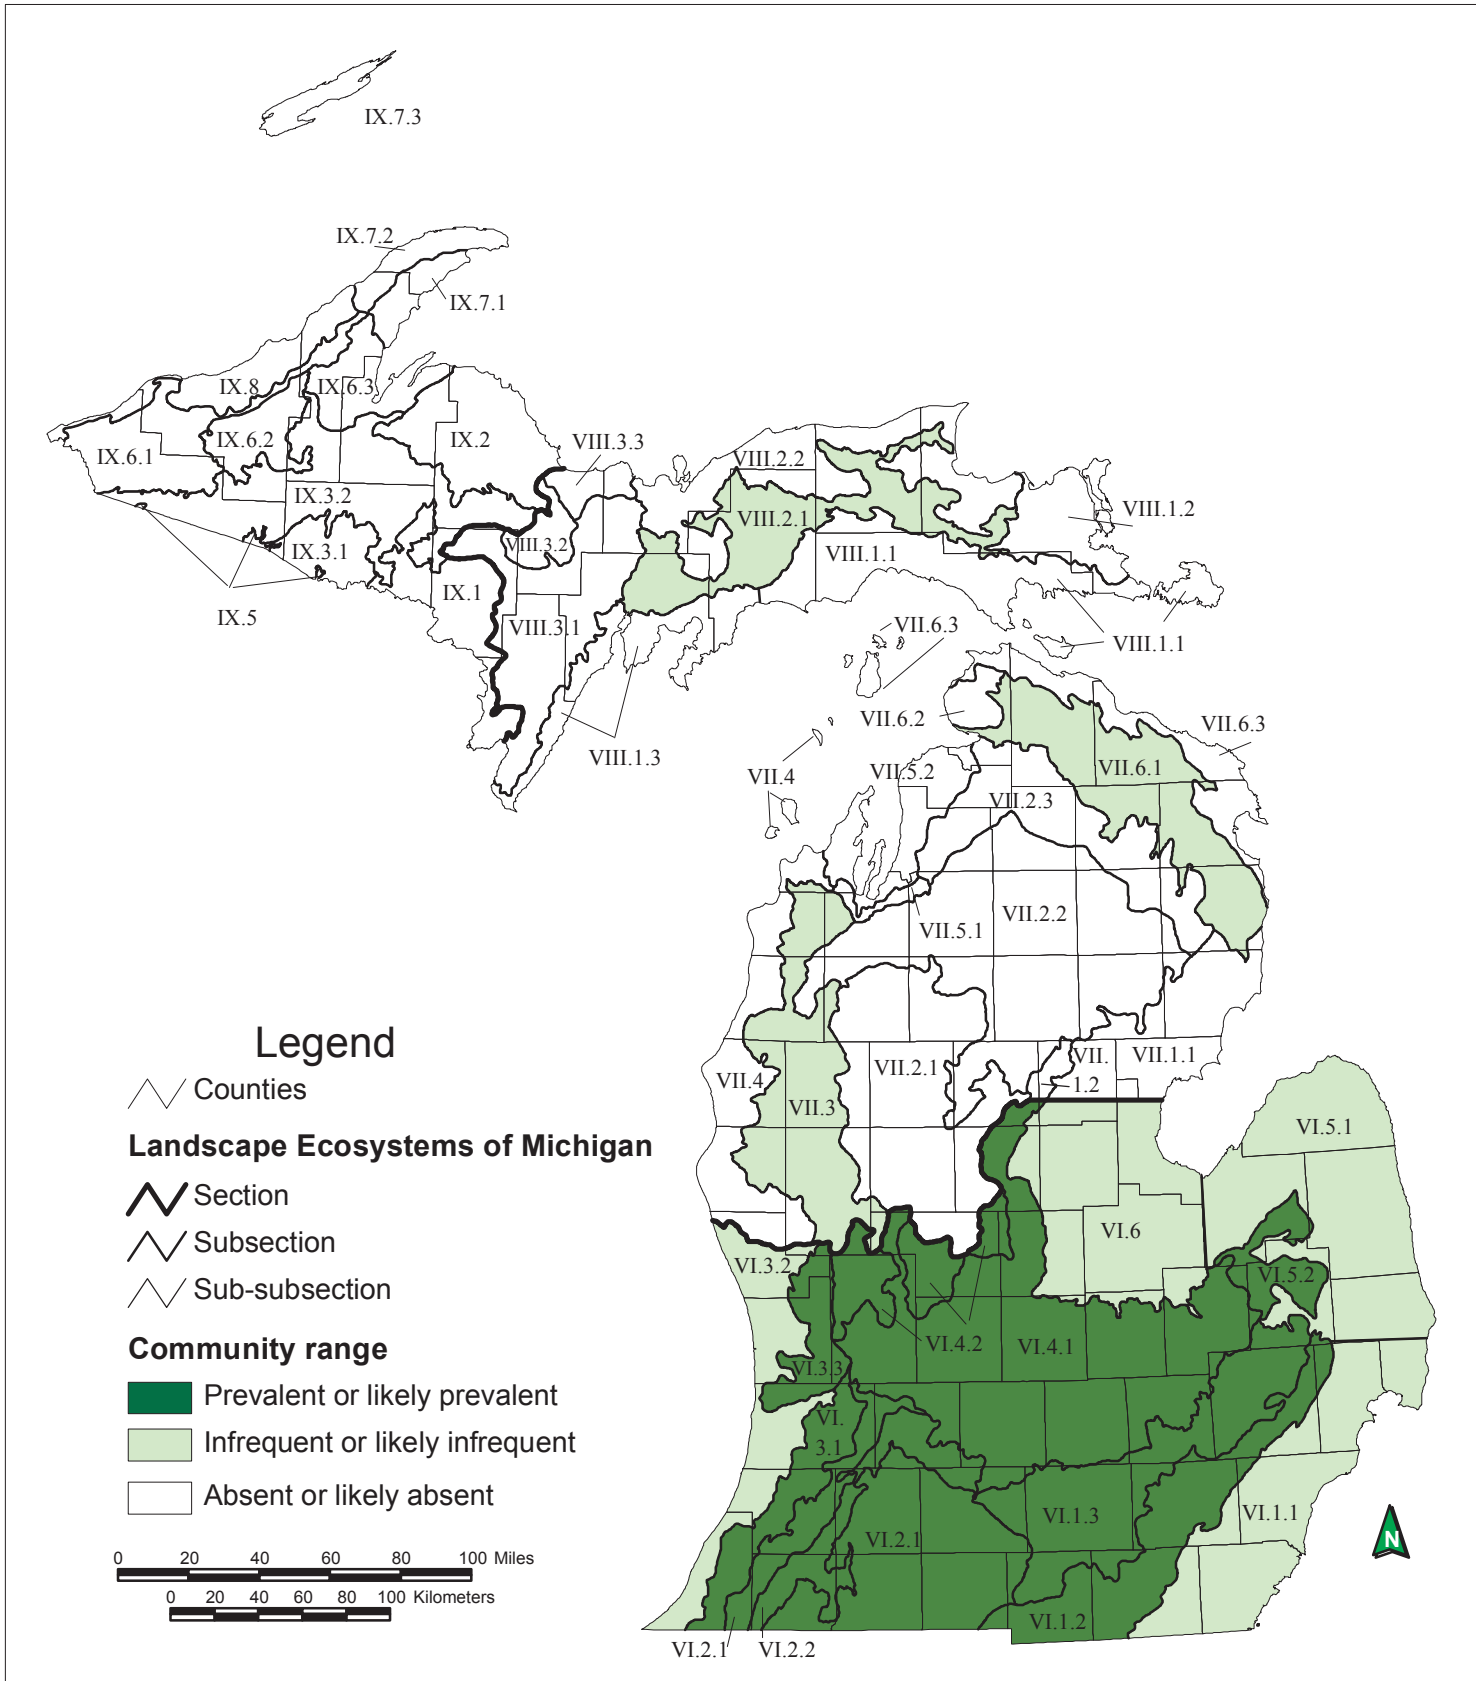 IX.7.3
IX.7.2
IX.7.1
IX.8
IX.6.3
IX.6.2
IX.2
IX.6.1
VIII.3.3
VIII.2.2
IX.3.2
VIII.2.1
VIII.1.2
IX.3.1
VIII.3.2
VIII.1.1
IX.1
IX.5
VIII.3.1
VII.6.3
VIII.1.1
VII.6.2
VII.6.3
VIII.1.3
VII.4
VII.5.2
VII.6.1
VII.2.3
VII.5.1
VII.2.2
VII.4
VII.3
VII.2.1
VII.
1.2
VII.1.1
VI.5.1
VI.6
VI.3.2
VI.5.2
VI.4.2
VI.4.1
VI.3.3
VI.
3.1
VI.2.1
VI.1.3
VI.1.1
VI.1.2
VI.2.1
VI.2.2
Legend
Counties
Landscape Ecosystems of Michigan
Section
Subsection
Sub-subsection
Community range
Prevalent or likely prevalent
Infrequent or likely infrequent
Absent or likely absent
0 20 40 60 80 100 Miles
0 20 40 60 80 100 Kilometers
N